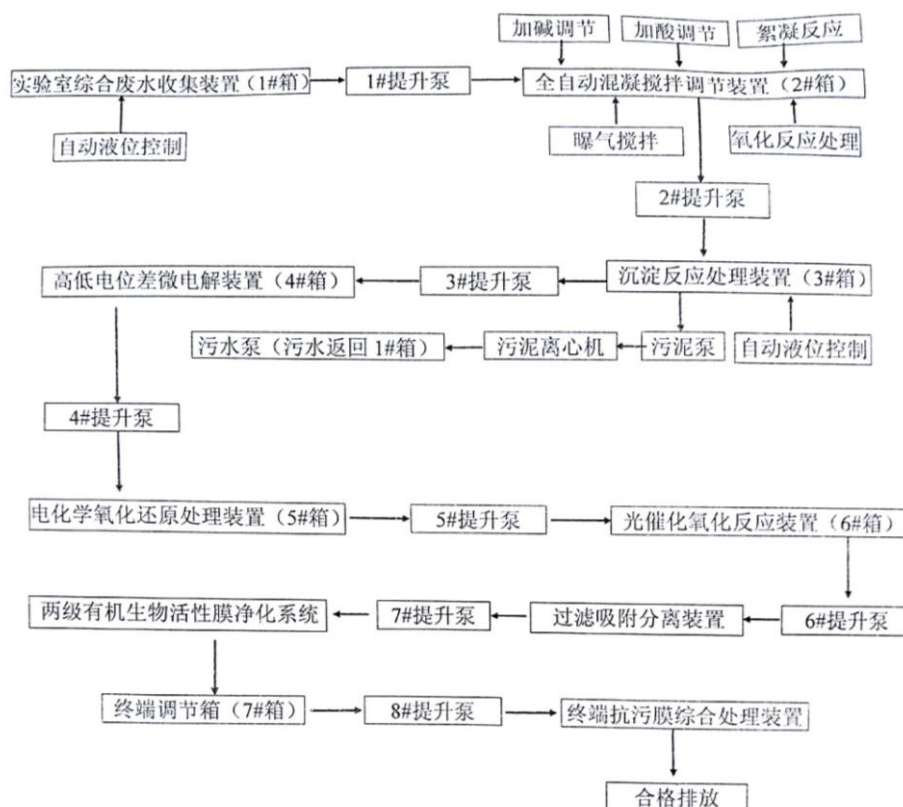 加碱调节 加酸调节 絮凝反应
实验室综合废水收集装置（1#箱） 1#提升泵 全自动混凝搅拌调节装置（2#箱）
自动液位控制 曝气搅拌 氧化反应处理
2#提升泵
高低电位差微电解装置（4#箱） 3#提升泵 沉淀反应处理装置（3#箱）
污水泵（污水返回1#箱） 污泥离心机 污泥泵 自动液位控制
4#提升泵
电化学氧化还原处理装置（5#箱） 5#提升泵 光催化氧化反应装置（6#箱）
两级有机生物活性膜净化系统 7#提升泵 过滤吸附分离装置 6#提升泵
终端调节箱（7#箱） 8#提升泵 终端抗污膜综合处理装置
合格排放